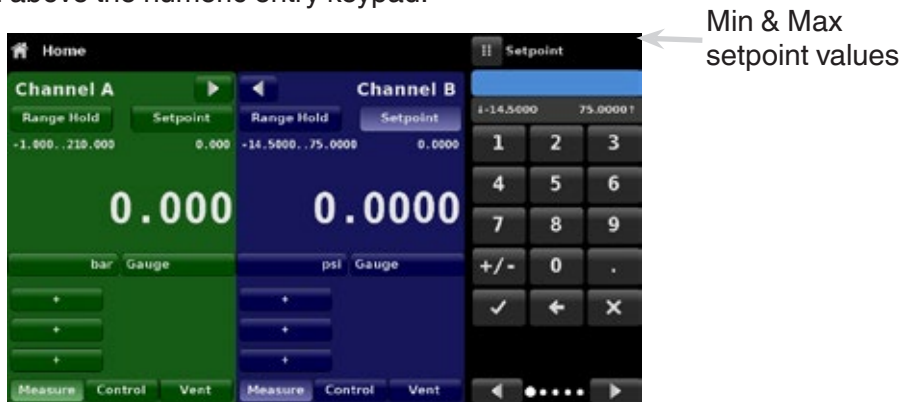 above the numeric entry keypad.
Min & Max
setpoint values
Home
Setpoint
Channel A
Channel B
Range Hold Setpoint
Range Hold Setpoint
-1.000..210.000 0.000
-14.5000..75.0000 0.0000
0.000
0.0000
bar Gauge
psi Gauge
+
+
+
+
+
+
Measure Control Vent
Measure Control Vent
↓-14.5000 75.0000↑
1 2 3
4 5 6
7 8 9
+/- 0 .